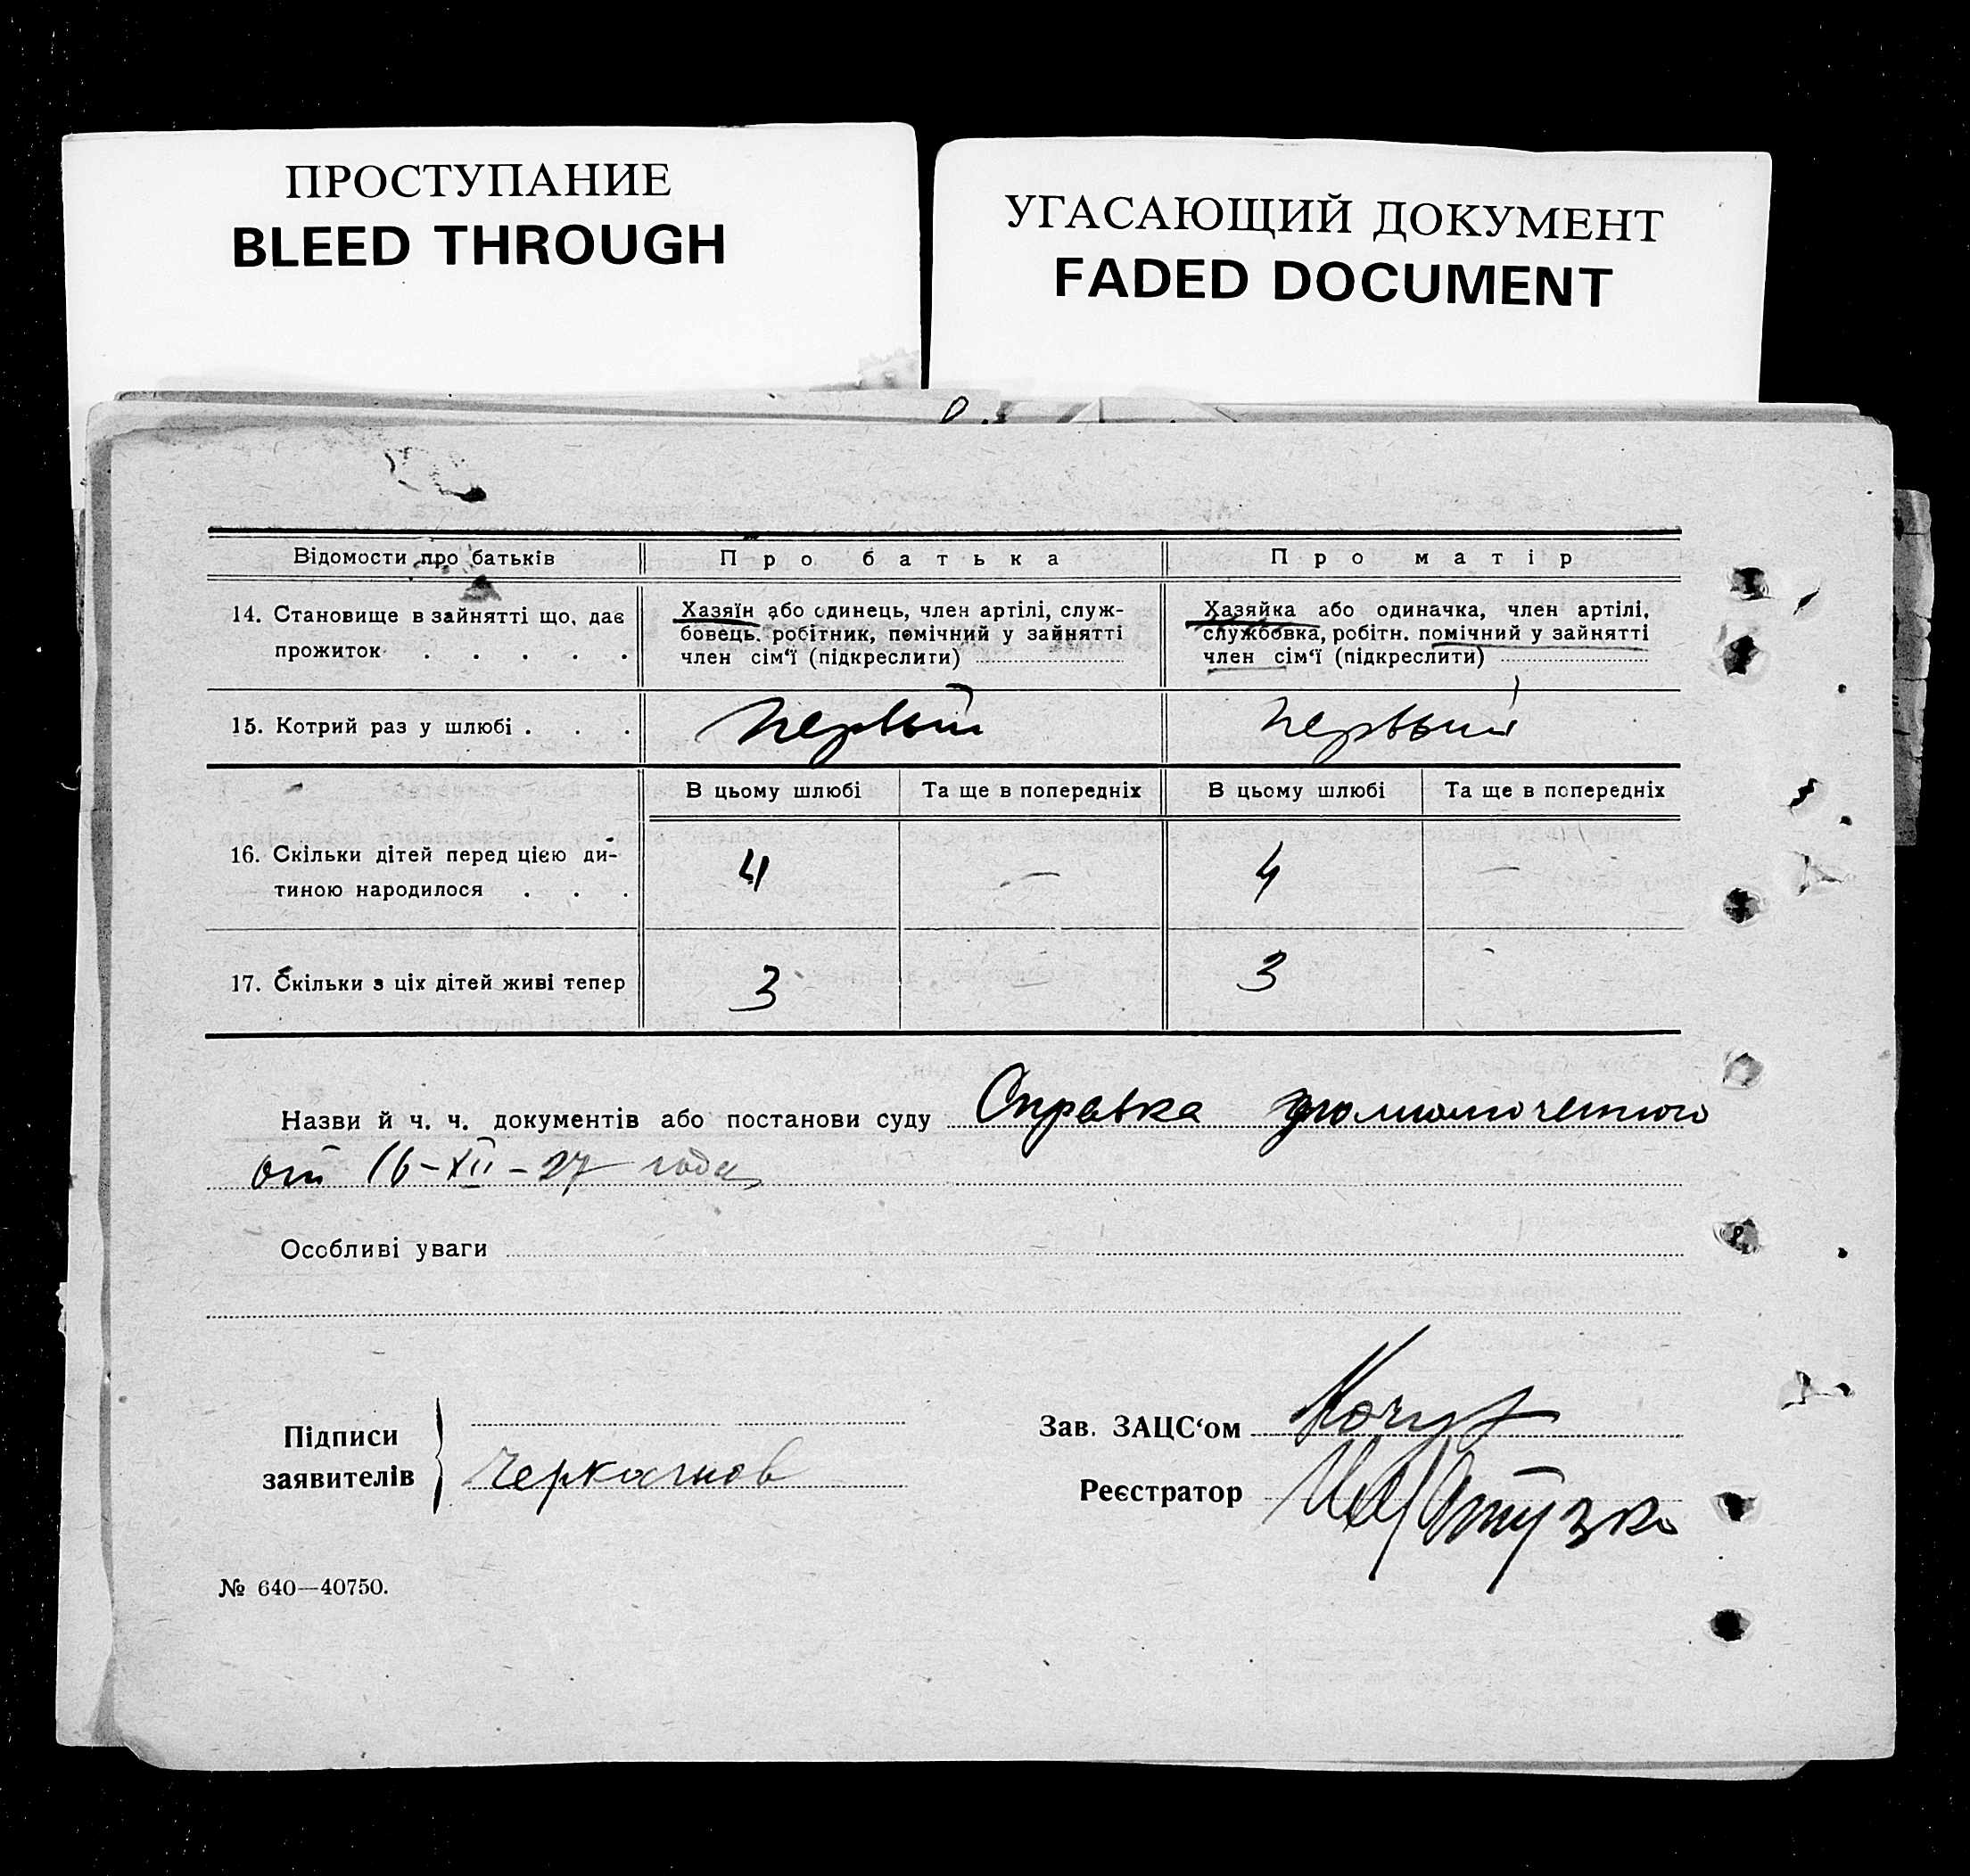 ПРОСТУПАНИЕ
BLEED THROUGH
УГАСАЮЩИЙ ДОКУМЕНТ
FADED DOCUMENT
Відомости про батьків
Про батька
Про матір
14. Становище в зайнятті що, дає
прожиток . . . . .
Хазяїн або одинець, член артілі, служ-
бовець. робітник, помічний у зайнятті
член сім‘ї (підкреслити)
Хазяйка або одиначка, член артілі,
службовка, робітн. помічний у зайнятті
член сім‘ї (підкреслити)
15. Котрий раз у шлюбі . . .
первый
первый
В цьому шлюбі
Та ще в попередніх
В цьому шлюбі
Та ще в попередніх
16. Скільки дітей перед цією ди-
тиною народилося . . .
4
—
4
—
17. Скільки з ціх дітей живі тепер
3
3
-
Назви й ч. ч. документів або постанови суду Справка
от 16-XII-27 года
Особливі уваги
Підписи
заявителів
Зав. ЗАЦС‘ом
Реєстратор
№ 640—40750.